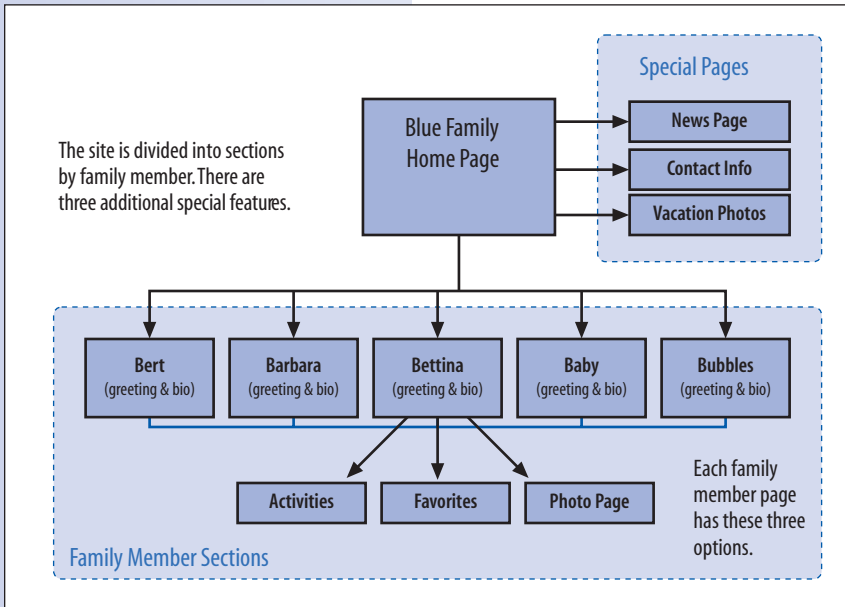 Special Pages
Blue Family
Home Page
News Page
Contact Info
Vacation Photos
The site is divided into sections
by family member. There are
three additional special features.
Bert
(greeting & bio)
Barbara
(greeting & bio)
Bettina
(greeting & bio)
Baby
(greeting & bio)
Bubbles
(greeting & bio)
Activities
Favorites
Photo Page
Each family
member page
has these three
options.
Family Member Sections